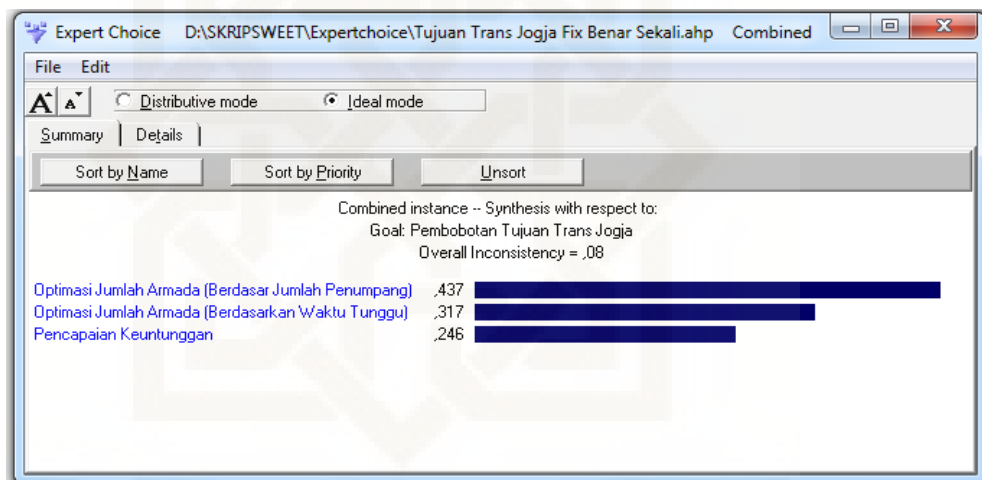 Expert Choice D:\SKRIPSWEET\Expertchoice\Tujuan Trans Jogja Fix Benar Sekali.ahp Combined
File Edit
A A Distributive mode Ideal mode
Summary Details
Sort by Name Sort by Priority Unsort
Combined instance -- Synthesis with respect to:
Goal: Pembobotan Tujuan Trans Jogja
Overall Inconsistency = ,08
Optimasi Jumlah Armada (Berdasar Jumlah Penumpang) ,437
Optimasi Jumlah Armada (Berdasarkan Waktu Tunggu) ,317
Pencapaian Keuntunggan ,246